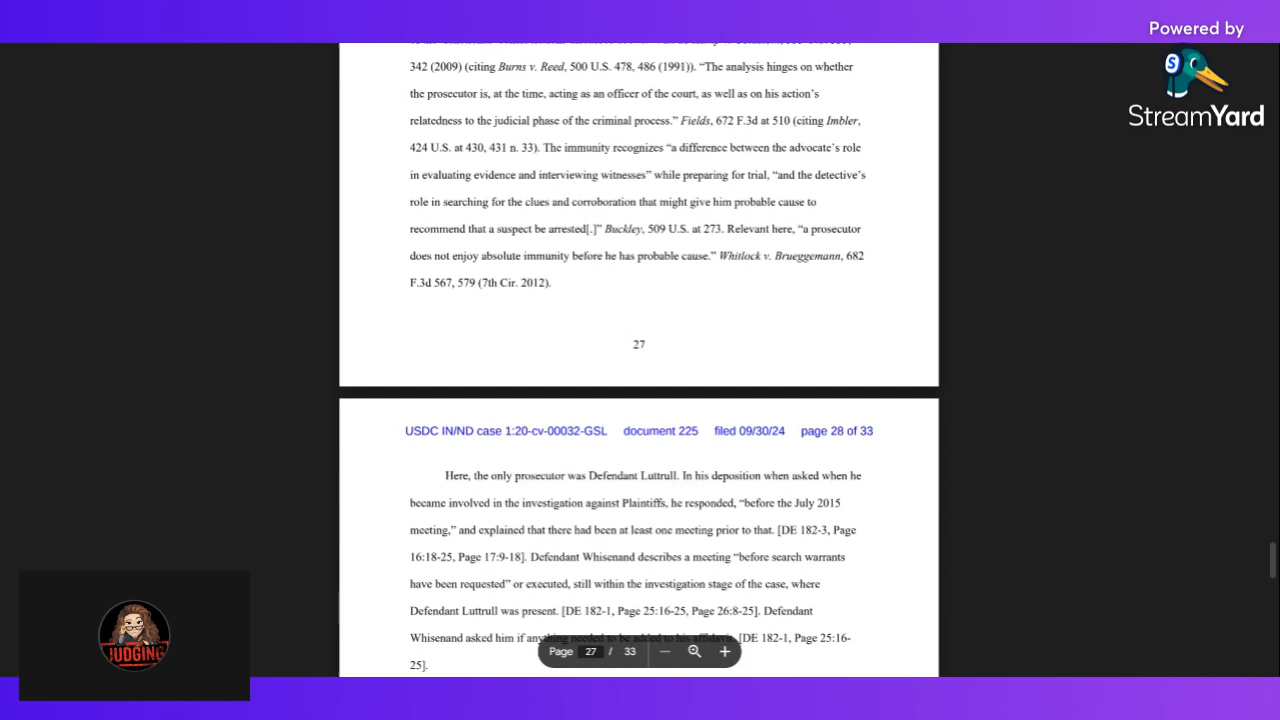 Powered by
StreamYard
342 (2009) (citing Burns v. Reed, 500 U.S. 478, 486 (1991)). “The analysis hinges on whether
the prosecutor is, at the time, acting as an officer of the court, as well as on his action’s
relatedness to the judicial phase of the criminal process.” Fields, 672 F.3d at 510 (citing Imbler,
424 U.S. at 430, 431 n. 33). The immunity recognizes “a difference between the advocate’s role
in evaluating evidence and interviewing witnesses” while preparing for trial, “and the detective’s
role in searching for the clues and corroboration that might give him probable cause to
recommend that a suspect be arrested[.]” Buckley, 509 U.S. at 273. Relevant here, “a prosecutor
does not enjoy absolute immunity before he has probable cause.” Whitlock v. Brueggemann, 682
F.3d 567, 579 (7th Cir. 2012).
27
USDC IN/ND case 1:20-cv-00032-GSL document 225 filed 09/30/24 page 28 of 33
Here, the only prosecutor was Defendant Luttrull. In his deposition when asked when he
became involved in the investigation against Plaintiffs, he responded, “before the July 2015
meeting,” and explained that there had been at least one meeting prior to that. [DE 182-3, Page
16:18-25, Page 17:9-18]. Defendant Whisenand describes a meeting “before search warrants
have been requested” or executed, still within the investigation stage of the case, where
Defendant Luttrull was present. [DE 182-1, Page 25:16-25, Page 26:8-25]. Defendant
Whisenand asked him if anything needed to be added to his affidavit. [DE 182-1, Page 25:16-
25].
Page 27 / 33
JUDGING